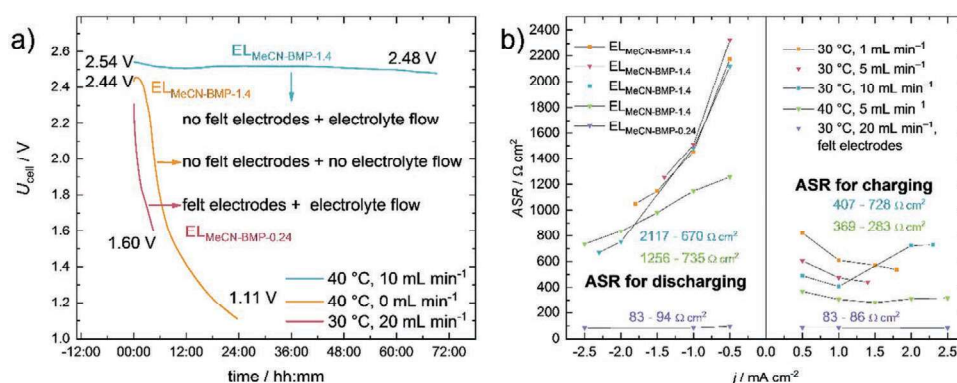 a)
U_cell / V
2.8
2.6
2.4
2.2
2.0
1.8
1.6
1.4
1.2
1.0
2.54 V
2.44 V
EL_MeCN-BMP-1.4
2.48 V
EL_MeCN-BMP-1.4
no felt electrodes + electrolyte flow
no felt electrodes + no electrolyte flow
felt electrodes + electrolyte flow
EL_MeCN-BMP-0.24
1.60 V
1.11 V
40 °C, 10 mL min⁻¹
40 °C, 0 mL min⁻¹
30 °C, 20 mL min⁻¹
-12:00 00:00 12:00 24:00 36:00 48:00 60:00 72:00
time / hh:mm
b)
ASR / Ω cm²
2400
2200
2000
1800
1600
1400
1200
1000
800
600
400
200
0
EL_MeCN-BMP-1.4
EL_MeCN-BMP-1.4
EL_MeCN-BMP-1.4
EL_MeCN-BMP-1.4
EL_MeCN-BMP-0.24
30 °C, 1 mL min⁻¹
30 °C, 5 mL min⁻¹
30 °C, 10 mL min⁻¹
40 °C, 5 mL min⁻¹
30 °C, 20 mL min⁻¹,
felt electrodes
ASR for charging
407 - 728 Ω cm²
369 - 283 Ω cm²
2117 - 670 Ω cm²
1256 - 735 Ω cm²
ASR for discharging
83 - 94 Ω cm²
83 - 86 Ω cm²
-2.5 -2.0 -1.5 -1.0 -0.5 0.0 0.5 1.0 1.5 2.0 2.5
j / mA cm⁻²